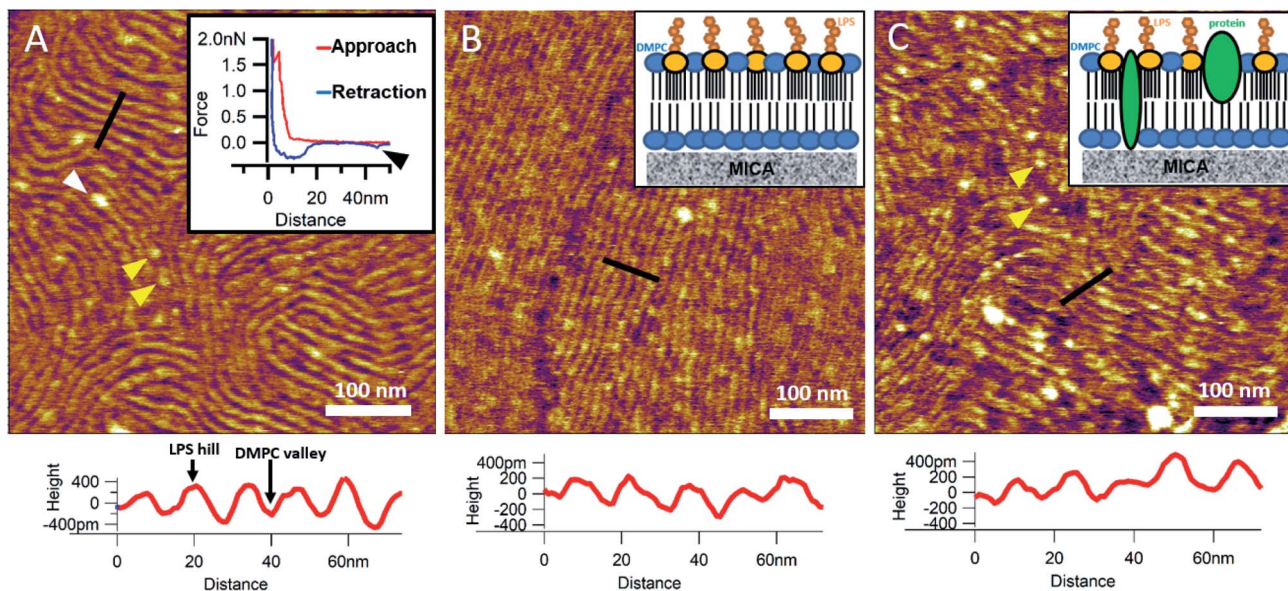 A
2.0nN
1.5
1.0
0.5
0.0
Force
Approach
Retraction
0 20 40nm
Distance
100 nm
B
LPS
DMPC
MICA
100 nm
C
LPS
protein
DMPC
MICA
100 nm
LPS hill
DMPC valley
Height
400
0
-400pm
0 20 40 60nm
Distance
Height
400pm
200
0
-200
-400
0 20 40 60nm
Distance
Height
400pm
200
0
-200
-400
0 20 40 60nm
Distance